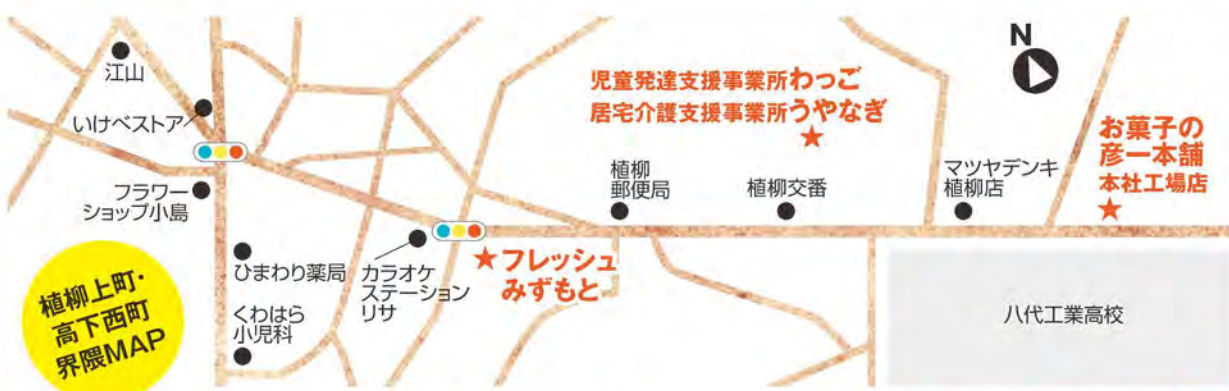 N
江山
いけベストア
フラワー
ショップ小島
ひまわり薬局
くわはら
小児科
カラオケ
ステーション
リサ
★フレッシュ
みずもと
児童発達支援事業所わっご
居宅介護支援事業所うやなぎ
★
植柳
郵便局
植柳交番
マツヤデンキ
植柳店
お菓子の
彦一本舗
本社工場店
★
八代工業高校
植柳上町・
高下西町
界隈MAP